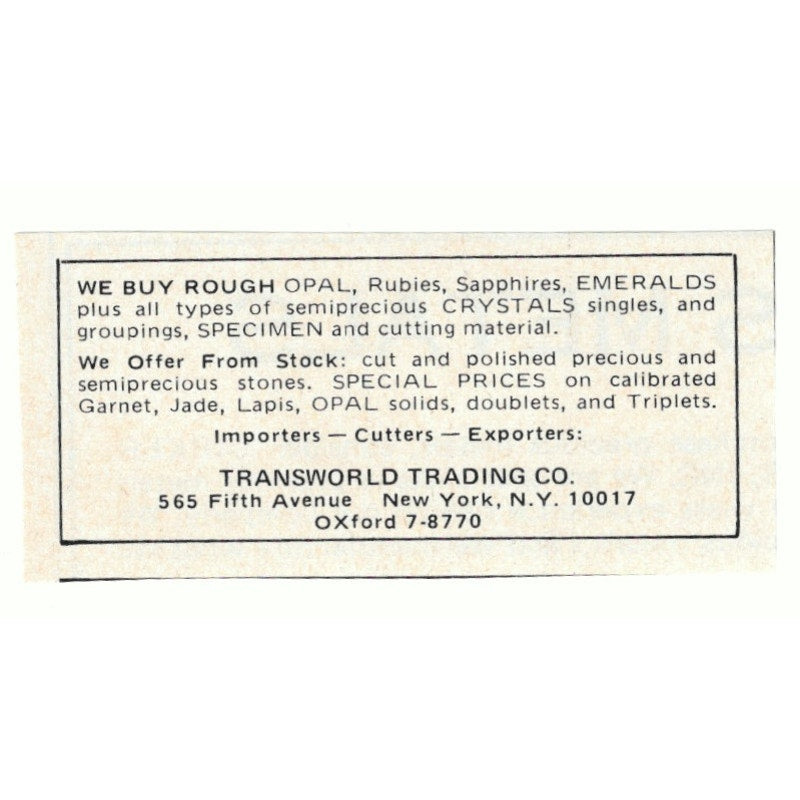 WE BUY ROUGH OPAL, Rubies, Sapphires, EMERALDS
plus all types of semiprecious CRYSTALS singles, and
groupings, SPECIMEN and cutting material.
We Offer From Stock: cut and polished precious and
semiprecious stones. SPECIAL PRICES on calibrated
Garnet, Jade, Lapis, OPAL solids, doublets, and Triplets.
Importers — Cutters — Exporters:
TRANSWORLD TRADING CO.
565 Fifth Avenue New York, N.Y. 10017
OXford 7-8770